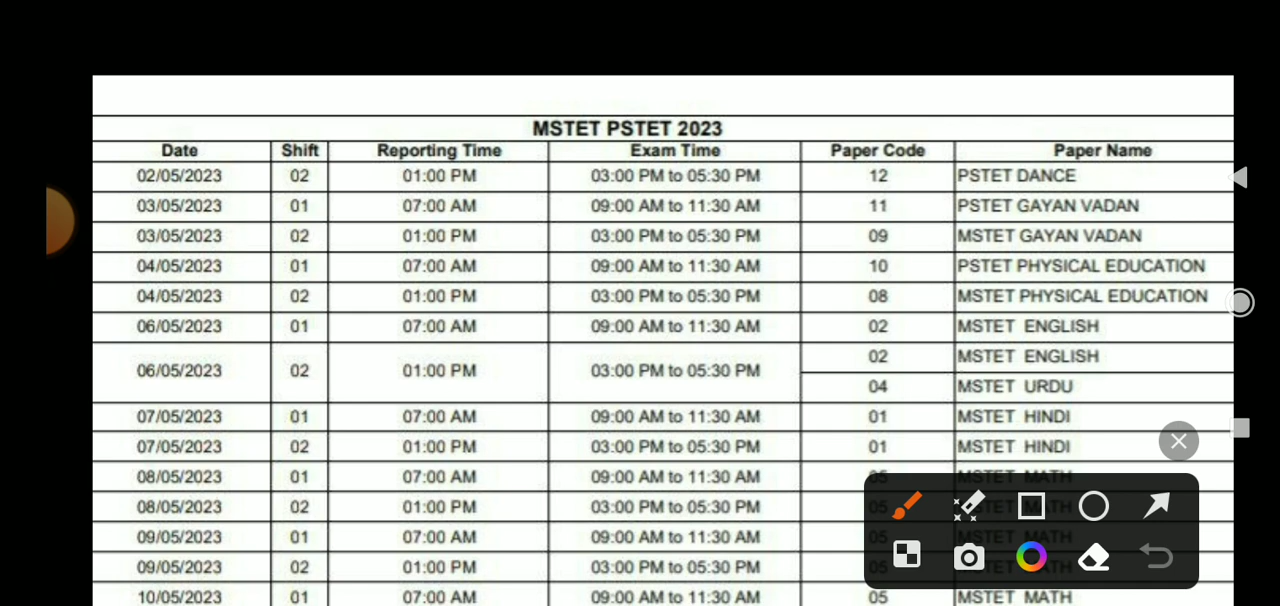 MSTET PSTET 2023
Date Shift Reporting Time Exam Time Paper Code Paper Name
02/05/2023 02 01:00 PM 03:00 PM to 05:30 PM 12 PSTET DANCE
03/05/2023 01 07:00 AM 09:00 AM to 11:30 AM 11 PSTET GAYAN VADAN
03/05/2023 02 01:00 PM 03:00 PM to 05:30 PM 09 MSTET GAYAN VADAN
04/05/2023 01 07:00 AM 09:00 AM to 11:30 AM 10 PSTET PHYSICAL EDUCATION
04/05/2023 02 01:00 PM 03:00 PM to 05:30 PM 08 MSTET PHYSICAL EDUCATION
06/05/2023 01 07:00 AM 09:00 AM to 11:30 AM 02 MSTET ENGLISH
06/05/2023 02 01:00 PM 03:00 PM to 05:30 PM 02 MSTET ENGLISH
04 MSTET URDU
07/05/2023 01 07:00 AM 09:00 AM to 11:30 AM 01 MSTET HINDI
07/05/2023 02 01:00 PM 03:00 PM to 05:30 PM 01 MSTET HINDI
08/05/2023 01 07:00 AM 09:00 AM to 11:30 AM 05 MSTET MATH
08/05/2023 02 01:00 PM 03:00 PM to 05:30 PM 05
09/05/2023 01 07:00 AM 09:00 AM to 11:30 AM 05 MSTET MATH
09/05/2023 02 01:00 PM 03:00 PM to 05:30 PM 05
10/05/2023 01 07:00 AM 09:00 AM to 11:30 AM 05 MSTET MATH